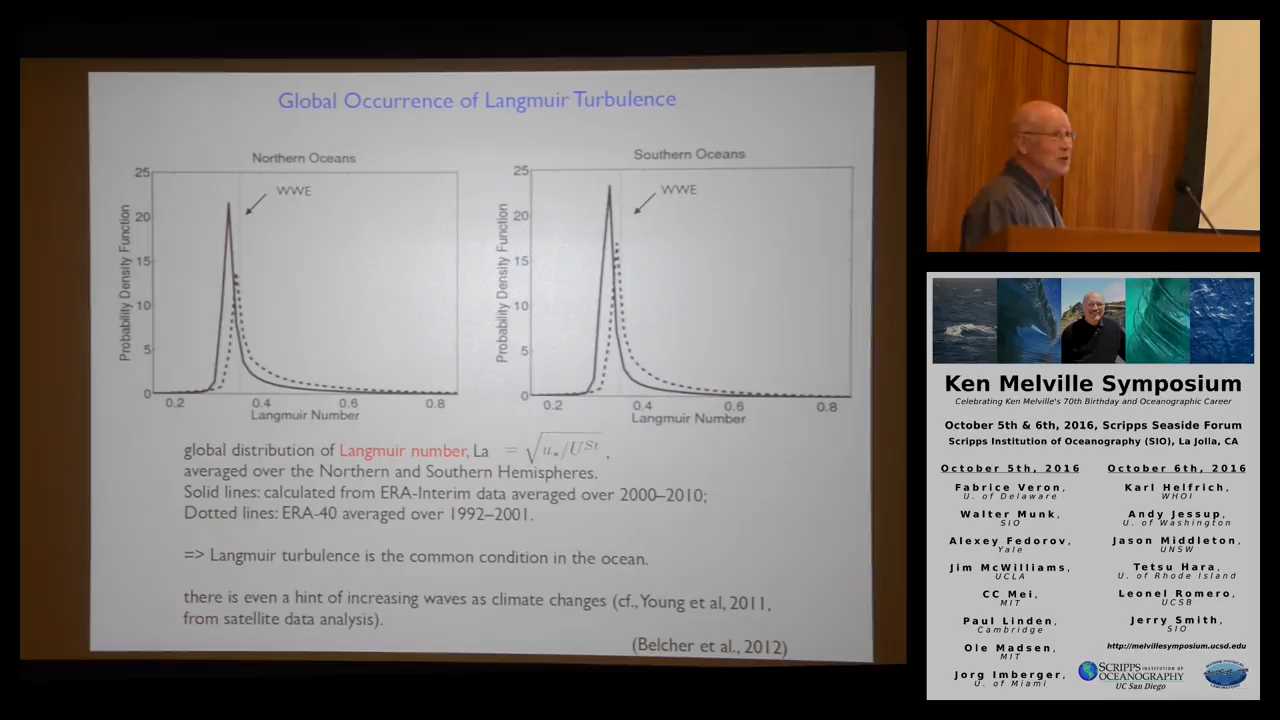 Global Occurrence of Langmuir Turbulence
Northern Oceans
25
20
15
10
5
0
Probability Density Function
WWE
0.2 0.4 0.6 0.8
Langmuir Number
Southern Oceans
25
20
15
10
5
0
Probability Density Function
WWE
0.2 0.4 0.6 0.8
Langmuir Number
global distribution of Langmuir number, La = √u*/U^St ,
averaged over the Northern and Southern Hemispheres.
Solid lines: calculated from ERA-Interim data averaged over 2000–2010;
Dotted lines: ERA-40 averaged over 1992–2001.
=> Langmuir turbulence is the common condition in the ocean.
there is even a hint of increasing waves as climate changes (cf., Young et al, 2011,
from satellite data analysis).
(Belcher et al., 2012)
Ken Melville Symposium
Celebrating Ken Melville's 70th Birthday and Oceanographic Career
October 5th & 6th, 2016, Scripps Seaside Forum
Scripps Institution of Oceanography (SIO), La Jolla, CA
October 5th, 2016
Fabrice Veron,
U. of Delaware
Walter Munk,
SIO
Alexey Fedorov,
Yale
Jim McWilliams,
UCLA
CC Mei,
MIT
Paul Linden,
Cambridge
Ole Madsen,
MIT
Jorg Imberger,
U. of Miami
October 6th, 2016
Karl Helfrich,
WHOI
Andy Jessup,
U. of Washington
Jason Middleton,
UNSW
Tetsu Hara,
U. of Rhode Island
Leonel Romero,
UCSB
Jerry Smith,
SIO
http://melvillesymposium.ucsd.edu
SCRIPPS INSTITUTION OF
OCEANOGRAPHY
UC San Diego